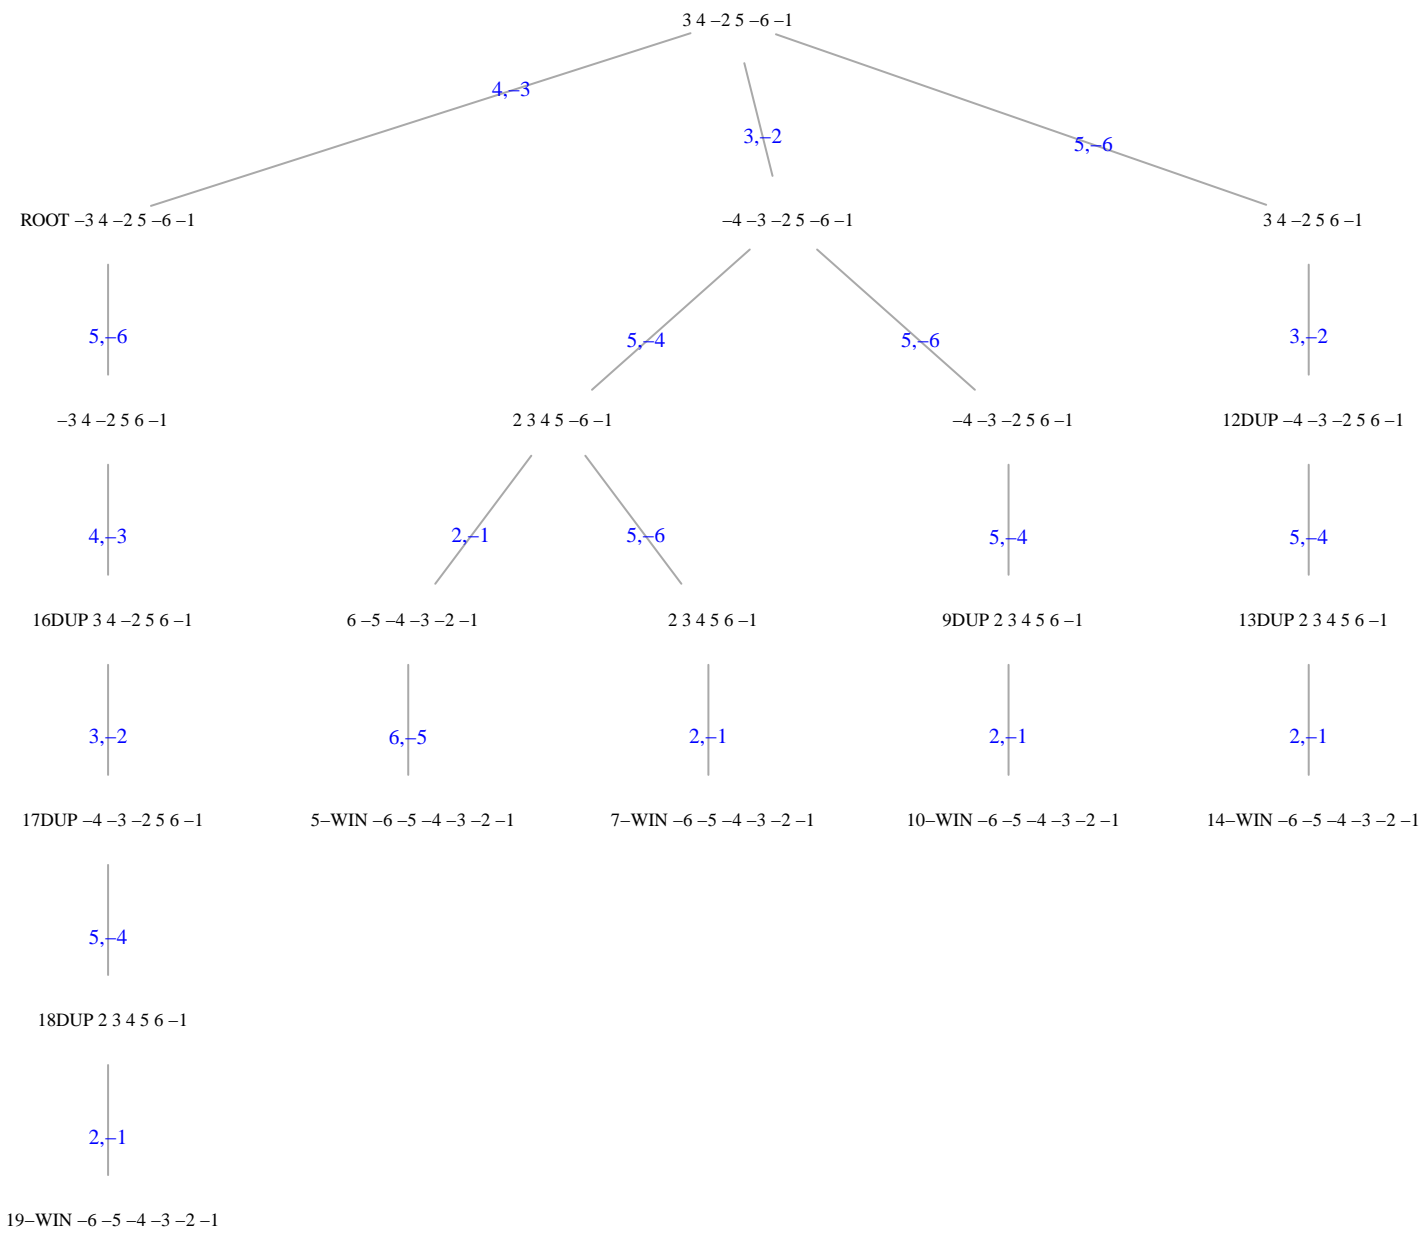 3 4 –2 5 –6 –1
4,–3
3,–2
5,–6
ROOT –3 4 –2 5 –6 –1
–4 –3 –2 5 –6 –1
3 4 –2 5 6 –1
5,–6
5,–4
5,–6
3,–2
–3 4 –2 5 6 –1
2 3 4 5 –6 –1
–4 –3 –2 5 6 –1
12DUP –4 –3 –2 5 6 –1
4,–3
2,–1
5,–6
5,–4
5,–4
16DUP 3 4 –2 5 6 –1
6 –5 –4 –3 –2 –1
2 3 4 5 6 –1
9DUP 2 3 4 5 6 –1
13DUP 2 3 4 5 6 –1
3,–2
6,–5
2,–1
2,–1
2,–1
17DUP –4 –3 –2 5 6 –1
5–WIN –6 –5 –4 –3 –2 –1
7–WIN –6 –5 –4 –3 –2 –1
10–WIN –6 –5 –4 –3 –2 –1
14–WIN –6 –5 –4 –3 –2 –1
5,–4
18DUP 2 3 4 5 6 –1
2,–1
19–WIN –6 –5 –4 –3 –2 –1